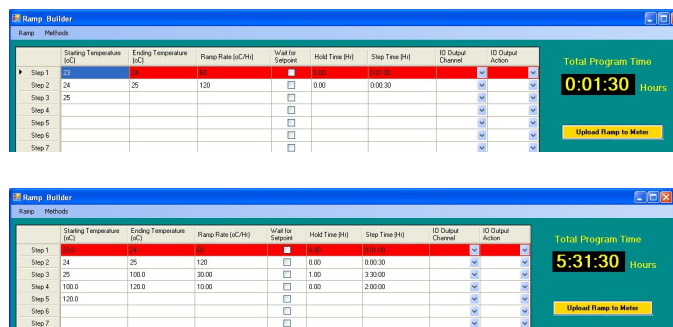 Ramp Builder
Ramp Methods
Starting Temperature (oC) Ending Temperature (oC) Ramp Rate (oC/Hr) Wait for Setpoint Hold Time (Hr) Step Time (Hr) IO Output Channel IO Output Action
Total Program Time
Step 1 23 24 60 0.00 0:01:00
Step 2 24 25 120 0.00 0:00:30
0:01:30 Hours
Step 3 25
Step 4
Step 5
Step 6
Upload Ramp to Meter
Step 7
Ramp Builder
Ramp Methods
Starting Temperature (oC) Ending Temperature (oC) Ramp Rate (oC/Hr) Wait for Setpoint Hold Time (Hr) Step Time (Hr) IO Output Channel IO Output Action
Total Program Time
Step 1 24 60 0.00 0:01:00
Step 2 24 25 120 0.00 0:00:30
5:31:30 Hours
Step 3 25 100.0 30.00 1.00 3:30:00
Step 4 100.0 120.0 10.00 0.00 2:00:00
Step 5 120.0
Step 6
Upload Ramp to Meter
Step 7